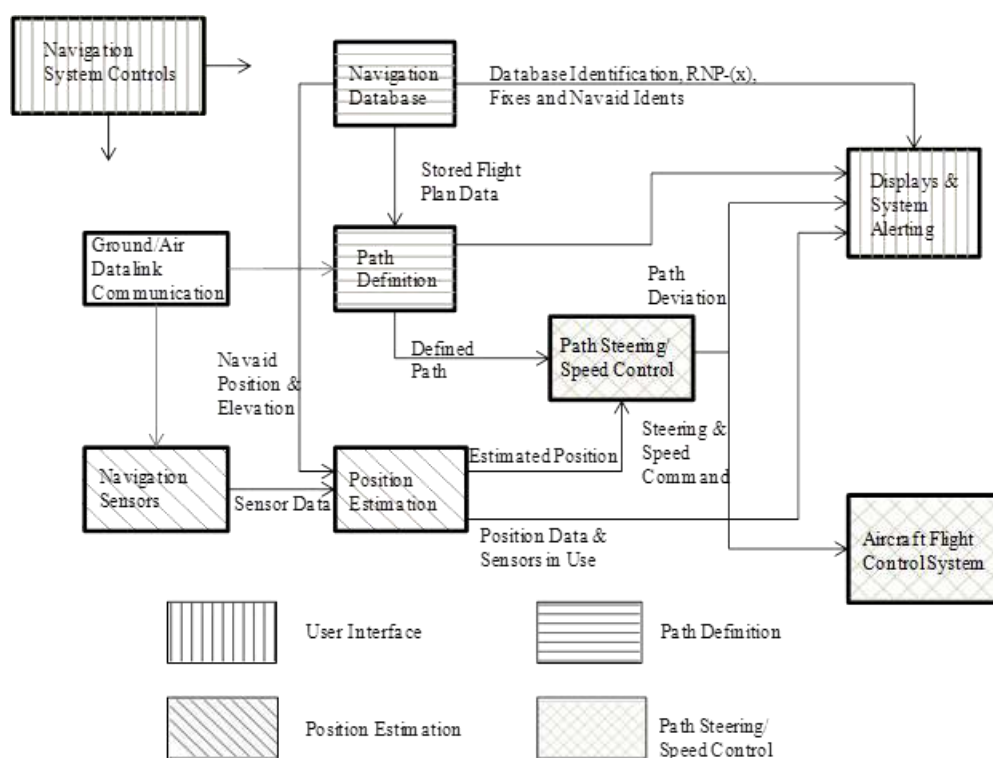 Navigation
System Controls
Navigation
Database
Database Identification, RNP-(x),
Fixes and Navaid Idents
Stored Flight
Plan Data
Displays &
System
Alerting
Ground/Air
Datalink
Communication
Path
Definition
Path
Deviation
Defined
Path
Path Steering/
Speed Control
Navaid
Position &
Elevation
Steering &
Speed
Command
Navigation
Sensors
Sensor Data
Position
Estimation
Estimated Position
Position Data &
Sensors in Use
Aircraft Flight
Control System
User Interface
Path Definition
Position Estimation
Path Steering/
Speed Control